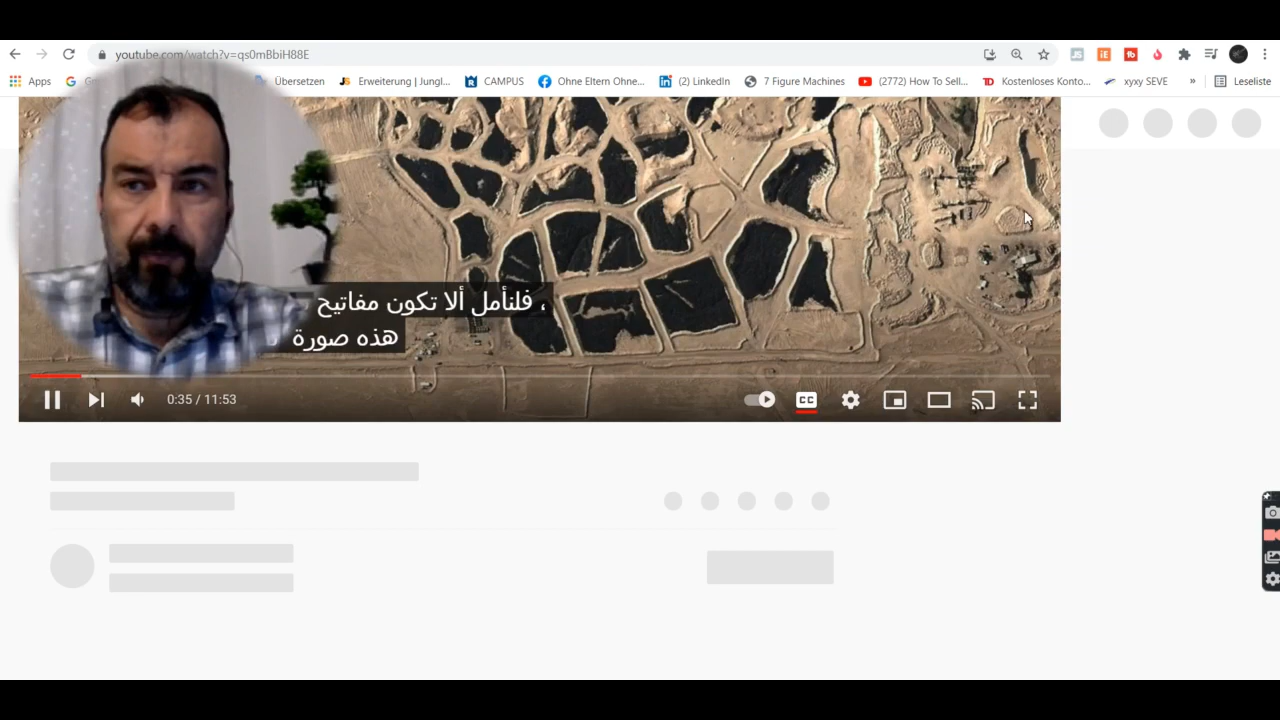 youtube.com/watch?v=qs0mBbiH88E
Apps
Übersetzen
Erweiterung | Jungl...
CAMPUS
Ohne Eltern Ohne...
(2) LinkedIn
7 Figure Machines
(2772) How To Sell...
Kostenloses Konto...
xyxy SEVE
»
Leseliste
، فلنأمل ألا تكون مفاتيح
هذه صورة
0:35 / 11:53
CC